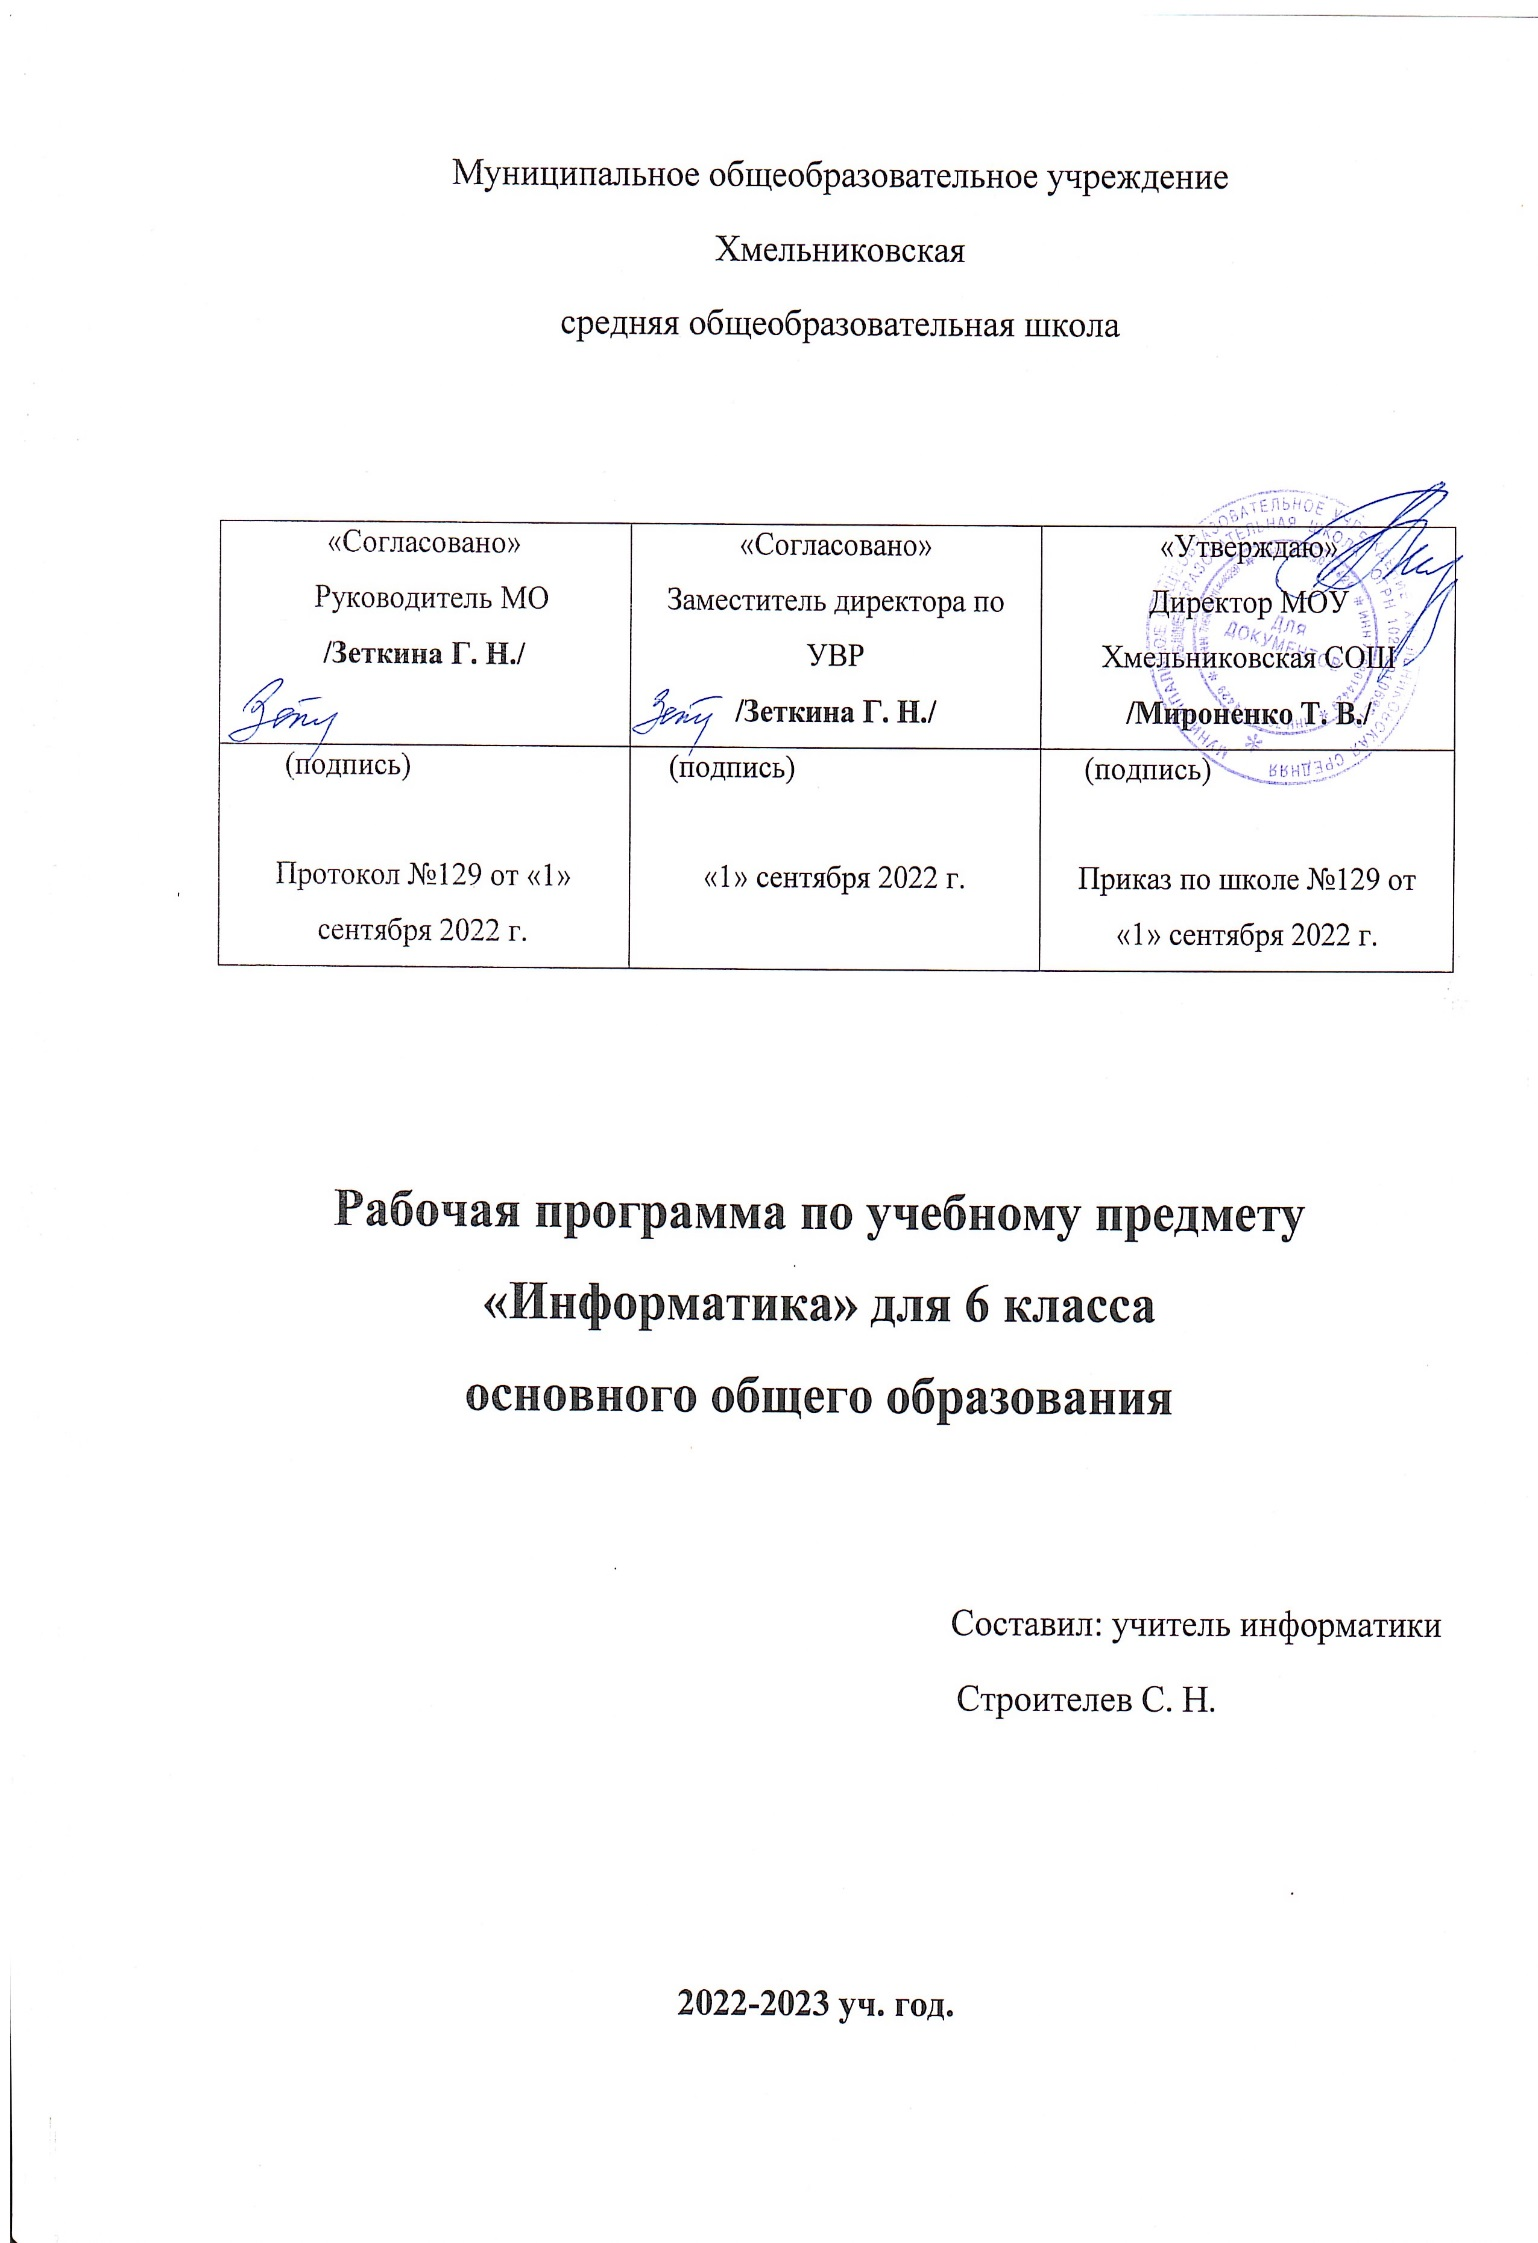 Муниципальное общеобразовательное учреждение
Хмельниковская
средняя общеобразовательная школа
«Согласовано»
Руководитель МО
/Зеткина Г. Н./
(подпись)
Протокол №129 от «1»
сентября 2022 г.
«Согласовано»
Заместитель директора по
УВР
/Зеткина Г. Н./
(подпись)
«1» сентября 2022 г.
«Утверждаю»
Директор МОУ
Хмельниковская СОШ
/Мироненко Т. В./
(подпись)
Приказ по школе №129 от
«1» сентября 2022 г.
ДЛЯ
ДОКУМЕНТОВ
Рабочая программа по учебному предмету
«Информатика» для 6 класса
основного общего образования
Составил: учитель информатики
Строителев С. Н.
2022-2023 уч. год.